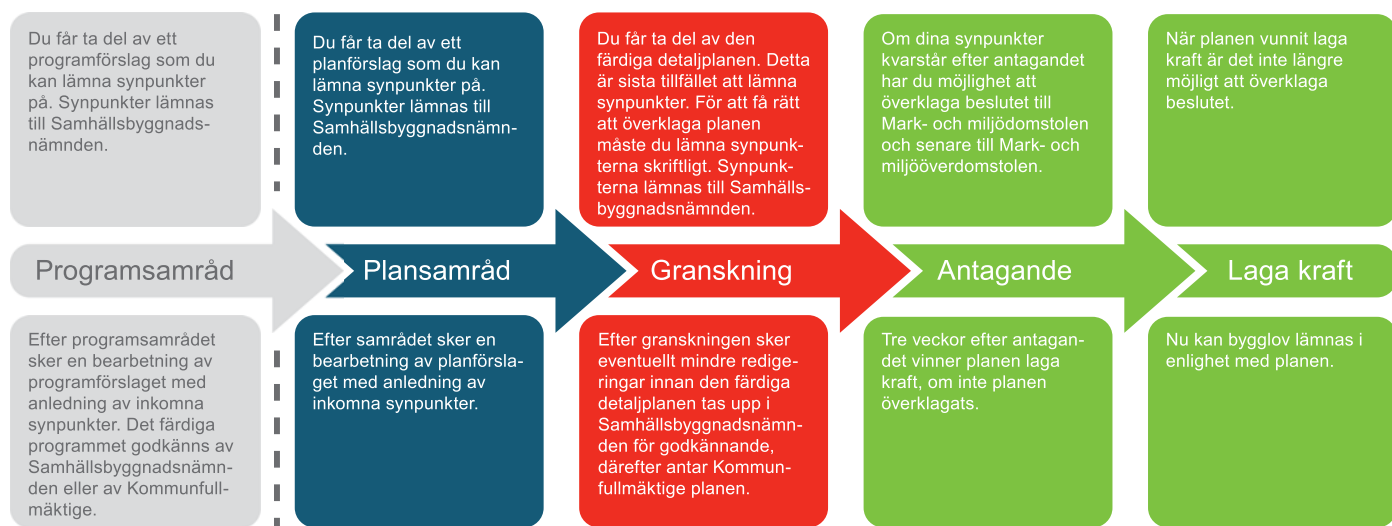 Du får ta del av ett
programförslag som du
kan lämna synpunkter
på. Synpunkter lämnas
till Samhällsbyggnads-
nämnden.
Du får ta del av ett
planförslag som du kan
lämna synpunkter på.
Synpunkter lämnas till
Samhällsbyggnadsnämn-
den.
Du får ta del av den
färdiga detaljplanen. Detta
är sista tillfället att lämna
synpunkter. För att få rätt
att överklaga planen
måste du lämna synpunk-
terna skriftligt. Synpunk-
terna lämnas till Samhälls-
byggnadsnämnden.
Om dina synpunkter
kvarstår efter antagandet
har du möjlighet att
överklaga beslutet till
Mark- och miljödomstolen
och senare till Mark- och
miljööverdomstolen.
När planen vunnit laga
kraft är det inte längre
möjligt att överklaga
beslutet.
Programsamråd
Plansamråd
Granskning
Antagande
Laga kraft
Efter programsamrådet
sker en bearbetning av
programförslaget med
anledning av inkomna
synpunkter. Det färdiga
programmet godkänns av
Samhällsbyggnadsnämn-
den eller av Kommunfull-
mäktige.
Efter samrådet sker en
bearbetning av planförsla-
get med anledning av
inkomna synpunkter.
Efter granskningen sker
eventuellt mindre redige-
ringar innan den färdiga
detaljplanen tas upp i
Samhällsbyggnadsnämn-
den för godkännande,
därefter antar Kommun-
fullmäktige planen.
Tre veckor efter antagan-
det vinner planen laga
kraft, om inte planen
överklagats.
Nu kan bygglov lämnas i
enlighet med planen.